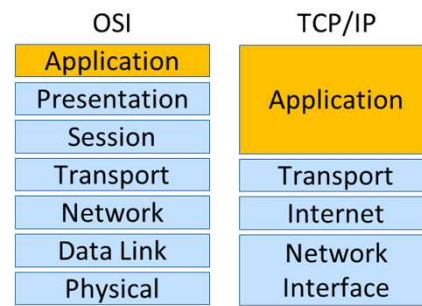 OSI
Application
Presentation
Session
Transport
Network
Data Link
Physical
TCP/IP
Application
Transport
Internet
Network
Interface